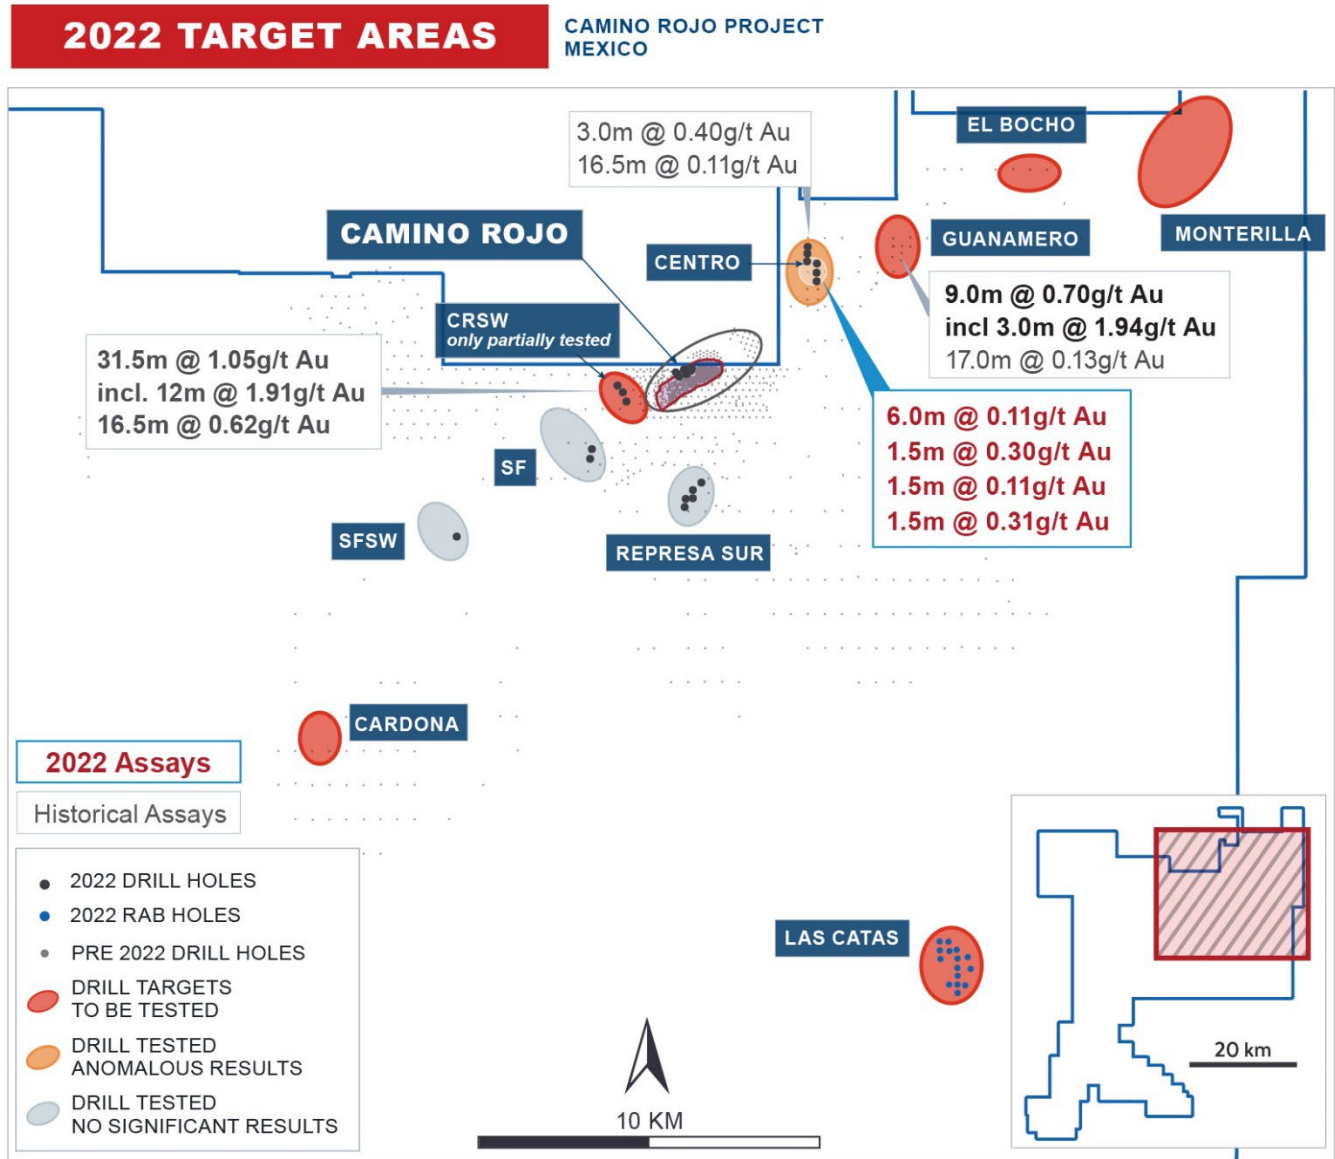 2022 TARGET AREAS
CAMINO ROJO PROJECT
MEXICO
3.0m @ 0.40g/t Au
16.5m @ 0.11g/t Au
EL BOCHO
CAMINO ROJO
CENTRO
GUANAMERO
MONTERILLA
9.0m @ 0.70g/t Au
incl 3.0m @ 1.94g/t Au
17.0m @ 0.13g/t Au
CRSW
only partially tested
31.5m @ 1.05g/t Au
incl. 12m @ 1.91g/t Au
16.5m @ 0.62g/t Au
6.0m @ 0.11g/t Au
1.5m @ 0.30g/t Au
1.5m @ 0.11g/t Au
1.5m @ 0.31g/t Au
SF
SFSW
REPRESA SUR
CARDONA
2022 Assays
Historical Assays
2022 DRILL HOLES
2022 RAB HOLES
PRE 2022 DRILL HOLES
DRILL TARGETS
TO BE TESTED
DRILL TESTED
ANOMALOUS RESULTS
DRILL TESTED
NO SIGNIFICANT RESULTS
LAS CATAS
10 KM
20 km